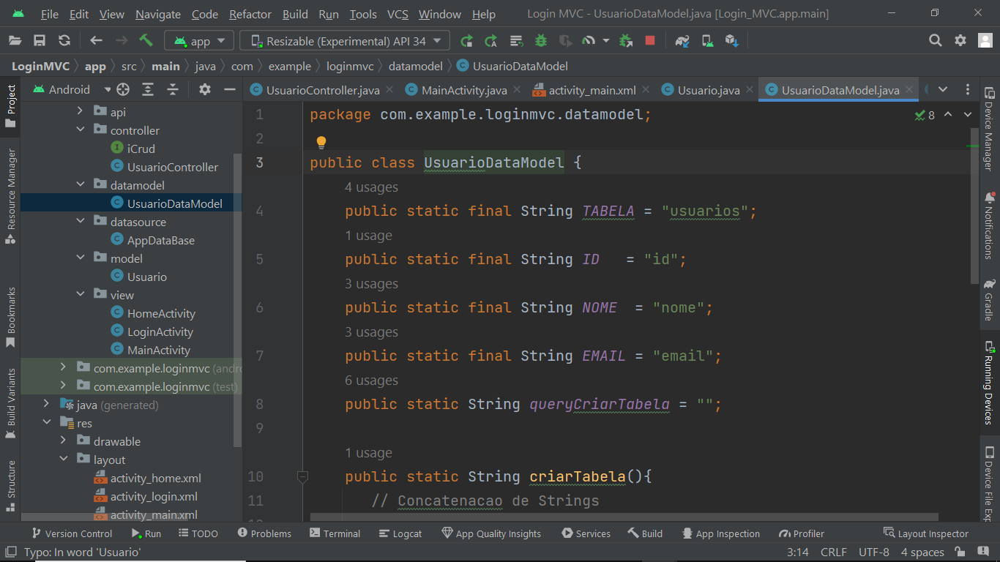 File Edit View Navigate Code Refactor Build Run Tools VCS Window Help Login MVC - UsuarioDataModel.java [Login_MVC.app.main]
app Resizable (Experimental) API 34
LoginMVC app src main java com example loginmvc datamodel UsuarioDataModel
Android
UsuarioController.java MainActivity.java activity_main.xml Usuario.java UsuarioDataModel.java
Project
Resource Manager
Bookmarks
Build Variants
Structure
api
controller
iCrud
UsuarioController
datamodel
UsuarioDataModel
datasource
AppDataBase
model
Usuario
view
HomeActivity
LoginActivity
MainActivity
com.example.loginmvc (andro
com.example.loginmvc (test)
java (generated)
res
drawable
layout
activity_home.xml
activity_login.xml
activity_main.xml
8
1 package com.example.loginmvc.datamodel;
2
3 public class UsuarioDataModel {
4 usages
4 public static final String TABELA = "usuarios";
1 usage
5 public static final String ID = "id";
3 usages
6 public static final String NOME = "nome";
3 usages
7 public static final String EMAIL = "email";
6 usages
8 public static String queryCriarTabela = "";
9
1 usage
10 public static String criarTabela(){
11 // Concatenacao de Strings
Device Manager
Notifications
Gradle
Running Devices
Device File Exp
Version Control Run TODO Problems Terminal Logcat App Quality Insights Services Build App Inspection Profiler Layout Inspector
Typo: In word 'Usuario' 3:14 CRLF UTF-8 4 spaces